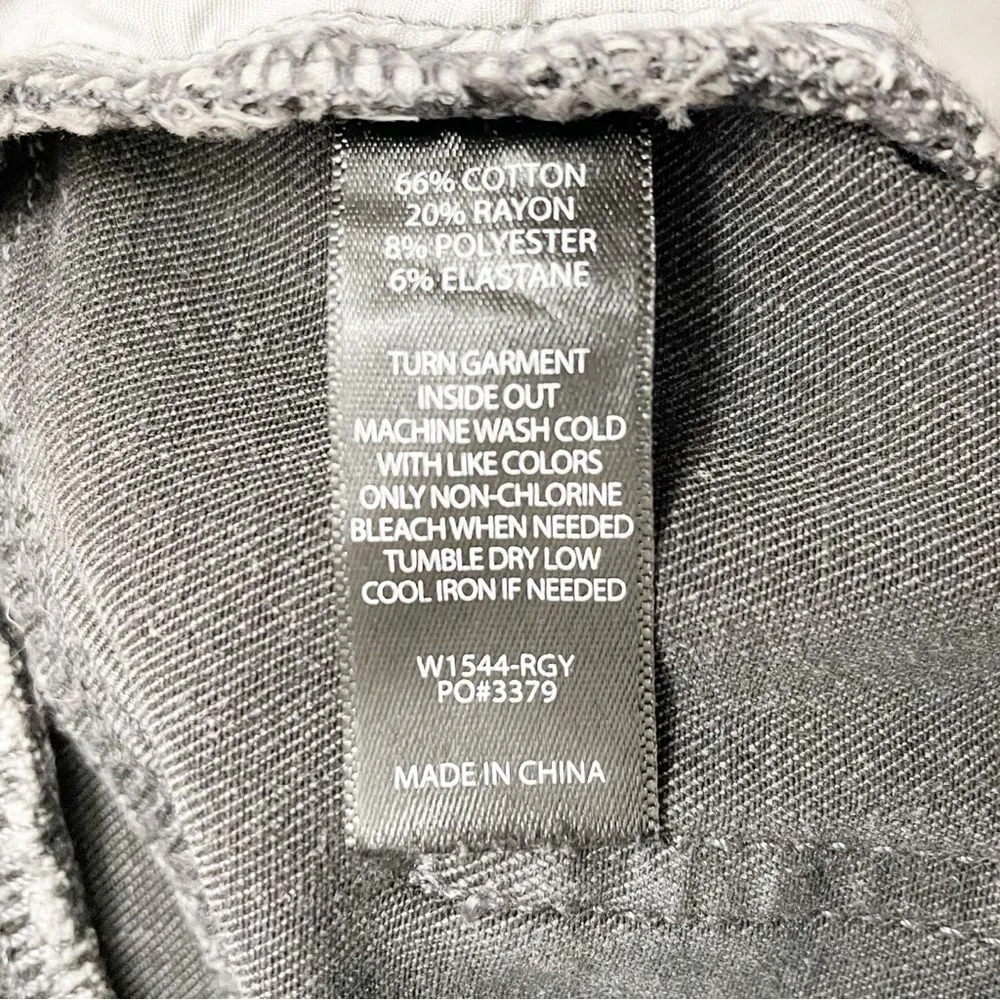 66% COTTON
20% RAYON
8% POLYESTER
6% ELASTANE
TURN GARMENT
INSIDE OUT
MACHINE WASH COLD
WITH LIKE COLORS
ONLY NON-CHLORINE
BLEACH WHEN NEEDED
TUMBLE DRY LOW
COOL IRON IF NEEDED
W1544-RGY
PO#3379
MADE IN CHINA